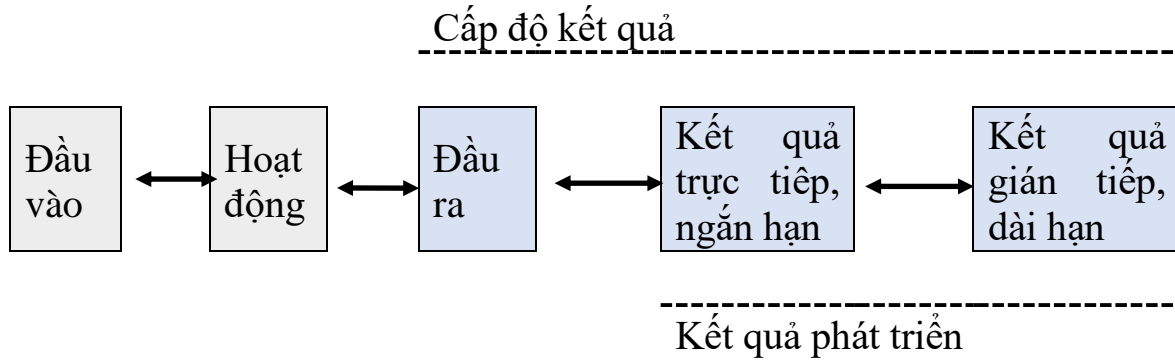 Cấp độ kết quả
Đầu
vào
Hoạt
động
Đầu
ra
Kết quả
trực tiêp,
ngắn hạn
Kết quả
gián tiếp,
dài hạn
Kết quả phát triển